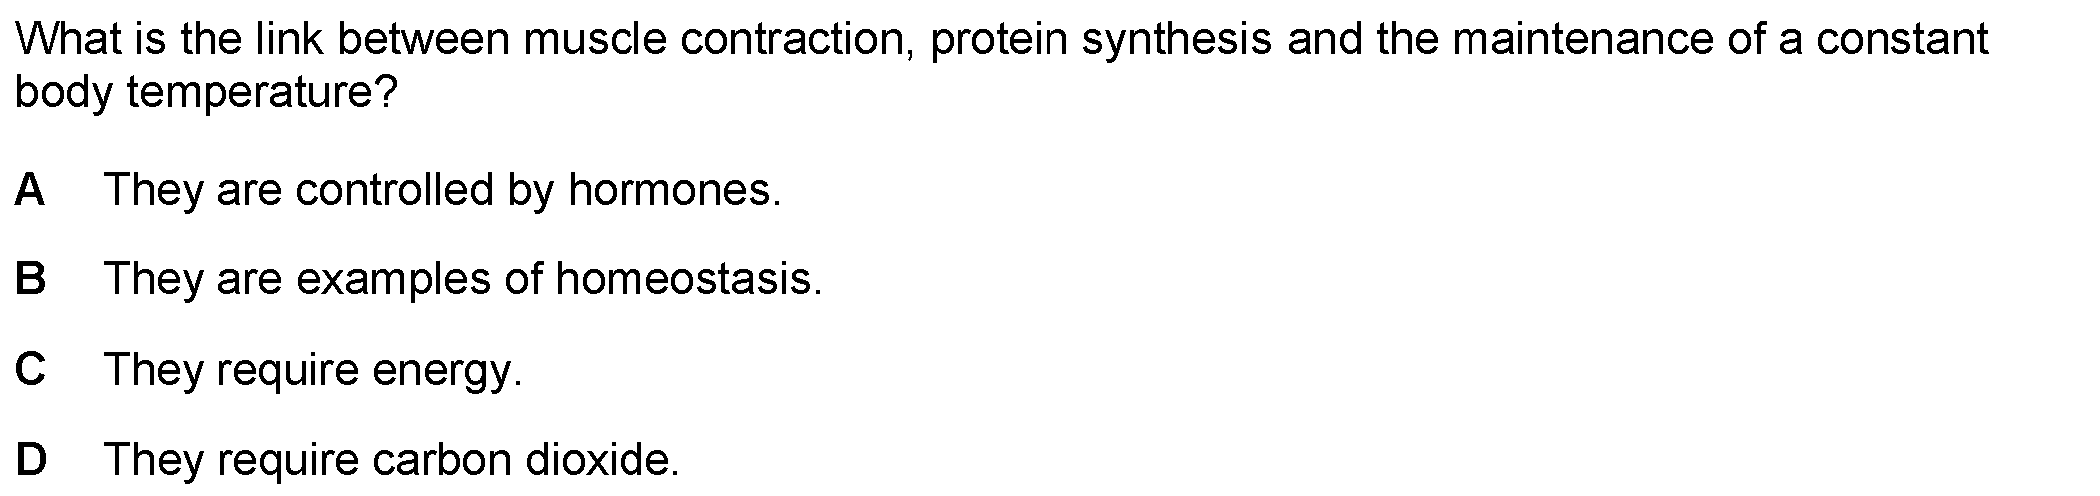 What is the link between muscle contraction, protein synthesis and the maintenance of a constant
body temperature?
A They are controlled by hormones.
B They are examples of homeostasis.
C They require energy.
D They require carbon dioxide.